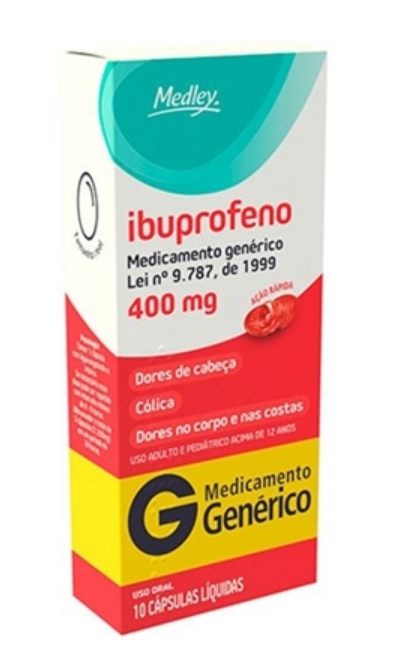 Medley.
ibuprofeno
Medicamento genérico
Lei nº 9.787, de 1999
400 mg
AÇÃO RÁPIDA
Dores de cabeça
Cólica
Dores no corpo e nas costas
USO ADULTO E PEDIÁTRICO ACIMA DE 12 ANOS
G Medicamento
Genérico
USO ORAL
10 CÁPSULAS LÍQUIDAS